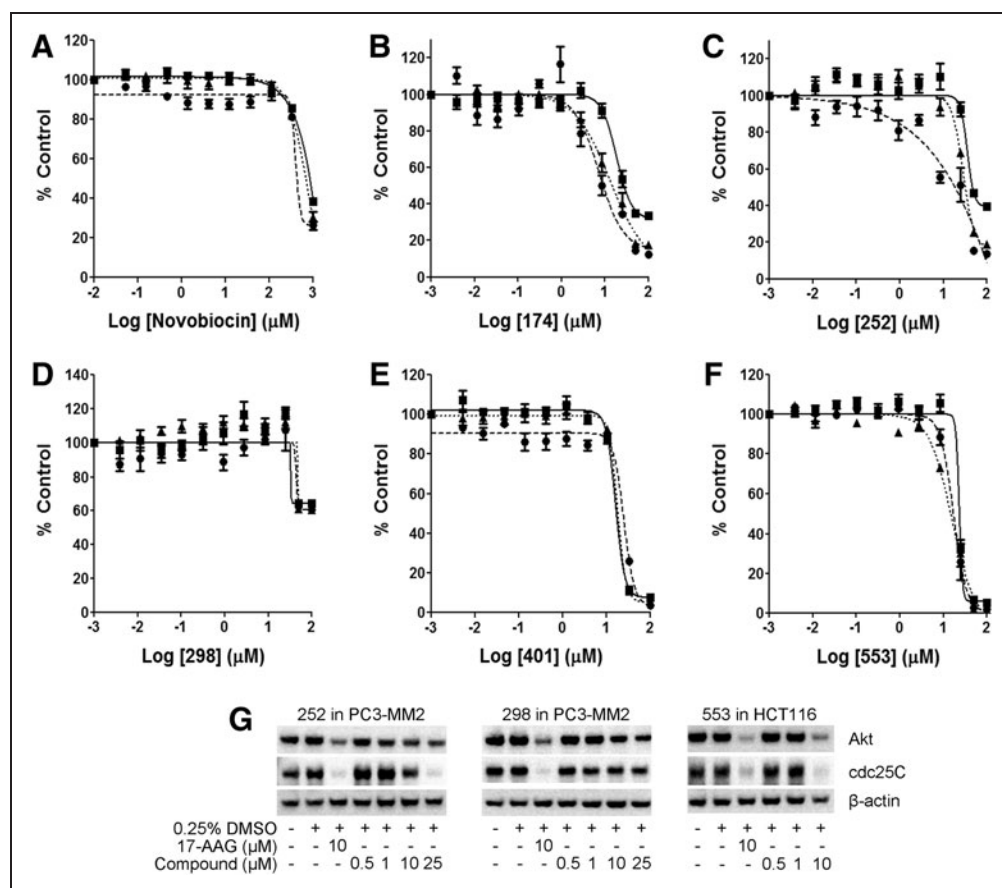 A
120
100
80
60
40
20
0
% Control
-2 -1 0 1 2 3
Log [Novobiocin] (µM)
B
120
100
80
60
40
20
0
% Control
-3 -2 -1 0 1 2
Log [174] (µM)
C
120
100
80
60
40
20
0
% Control
-3 -2 -1 0 1 2
Log [252] (µM)
D
140
120
100
80
60
40
20
0
% Control
-3 -2 -1 0 1 2
Log [298] (µM)
E
120
100
80
60
40
20
0
% Control
-3 -2 -1 0 1 2
Log [401] (µM)
F
120
100
80
60
40
20
0
% Control
-3 -2 -1 0 1 2
Log [553] (µM)
G
252 in PC3-MM2 298 in PC3-MM2 553 in HCT116
Akt
cdc25C
β-actin
0.25% DMSO - + + + + + + - + + + + + + - + + + + +
17-AAG (µM) 10 10 10
Compound (µM) 0.5 1 10 25 0.5 1 10 25 0.5 1 10